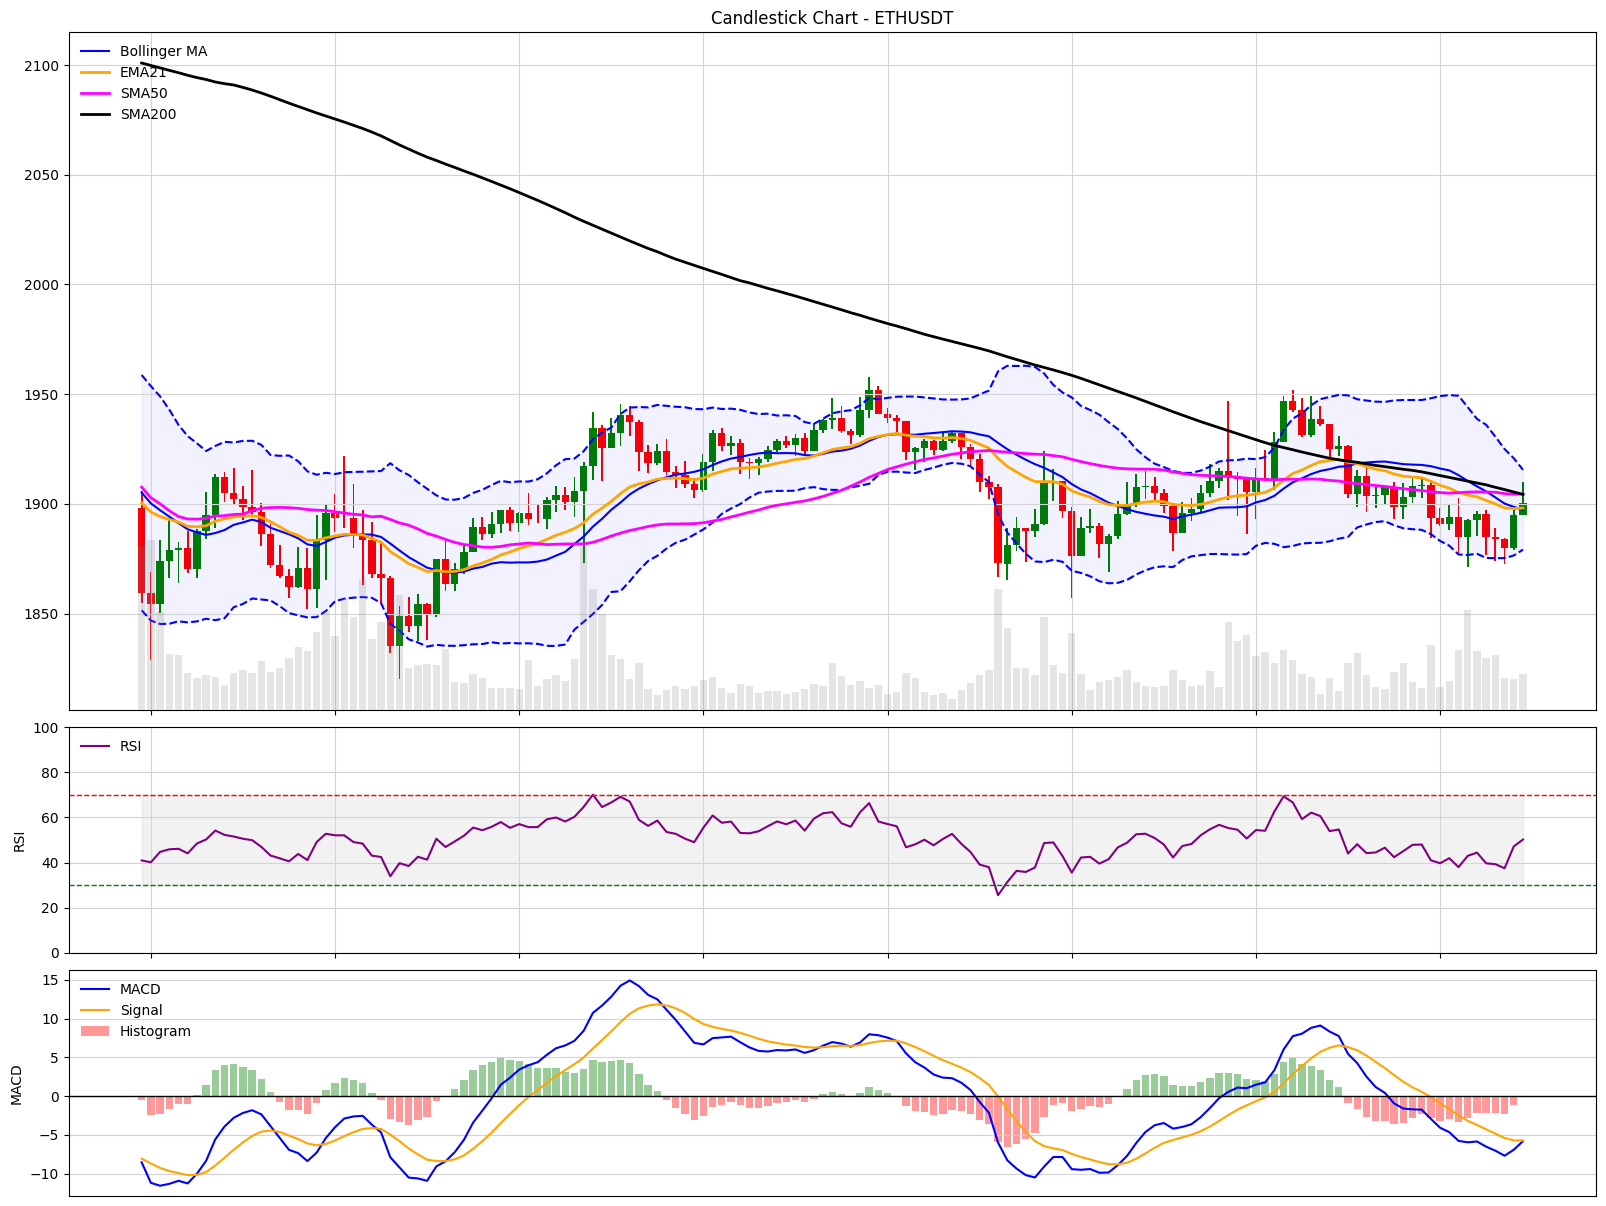 Candlestick Chart - ETHUSDT
Bollinger MA
EMA21
SMA50
SMA200
2100
2050
2000
1950
1900
1850
RSI
100
80
60
40
20
0
RSI
MACD
Signal
Histogram
15
10
5
0
−5
−10
MACD